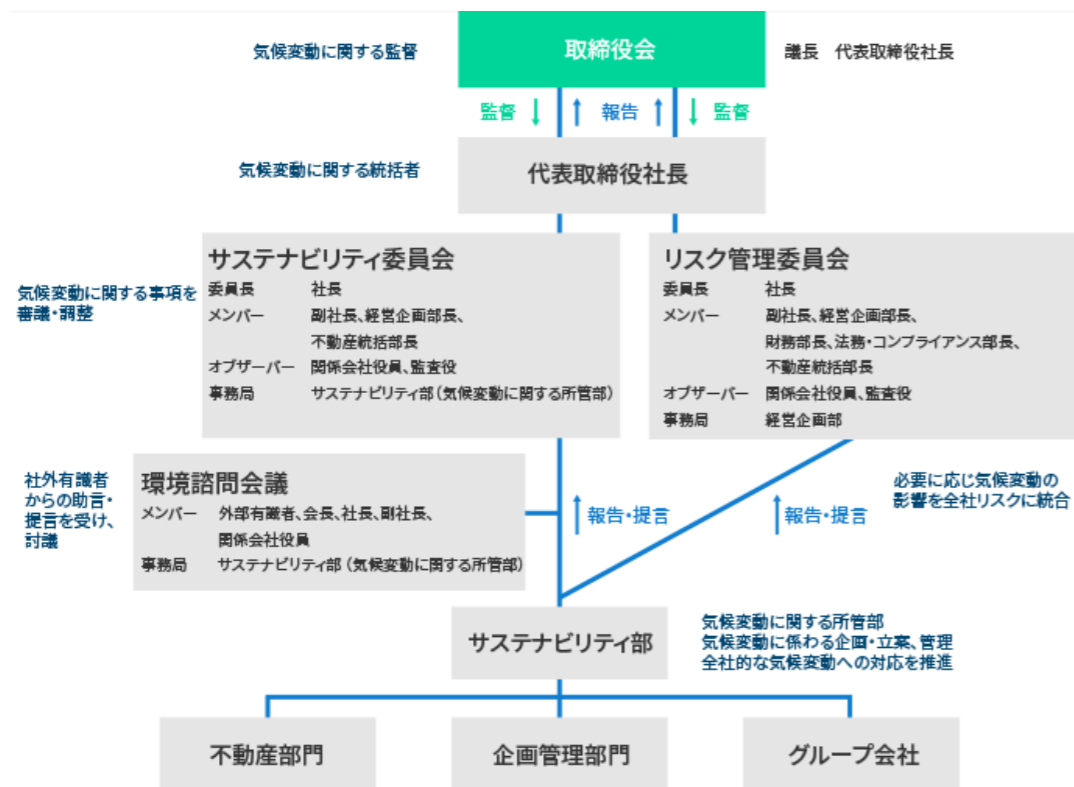 気候変動に関する監督
取締役会
議長 代表取締役社長
監督 ↓ ↑ 報告 ↑ ↓ 監督
気候変動に関する統括者
代表取締役社長
気候変動に関する事項を
審議・調整
サステナビリティ委員会
委員長 社長
メンバー 副社長、経営企画部長、
不動産統括部長
オブザーバー 関係会社役員、監査役
事務局 サステナビリティ部(気候変動に関する所管部)
リスク管理委員会
委員長 社長
メンバー 副社長、経営企画部長、
財務部長、法務・コンプライアンス部長、
不動産統括部長
オブザーバー 関係会社役員、監査役
事務局 経営企画部
社外有識者
からの助言・
提言を受け、
討議
環境諮問会議
メンバー 外部有識者、会長、社長、副社長、
関係会社役員
事務局 サステナビリティ部(気候変動に関する所管部)
↑ 報告・提言
↑ 報告・提言
必要に応じ気候変動の
影響を全社リスクに統合
サステナビリティ部
気候変動に関する所管部
気候変動に係わる企画・立案、管理
全社的な気候変動への対応を推進
不動産部門
企画管理部門
グループ会社